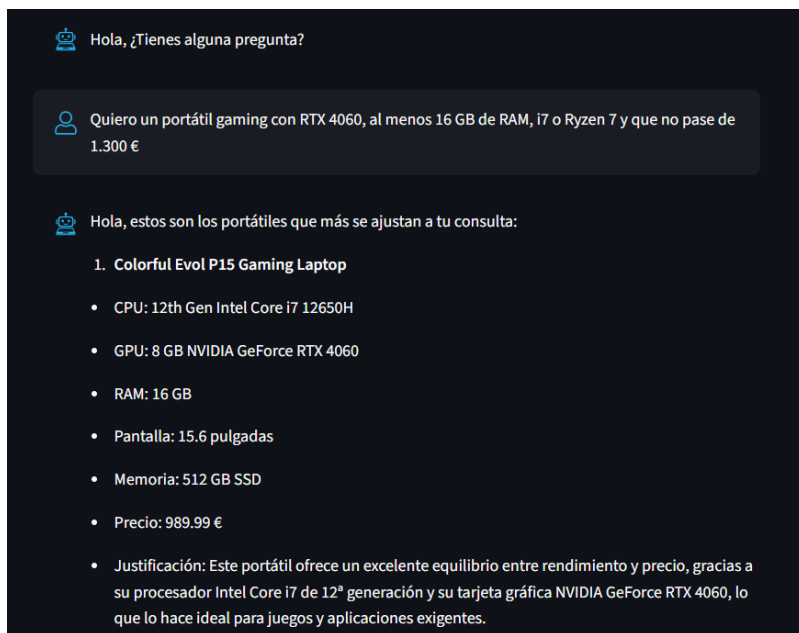 Hola, ¿Tienes alguna pregunta?
Quiero un portátil gaming con RTX 4060, al menos 16 GB de RAM, i7 o Ryzen 7 y que no pase de
1.300 €
Hola, estos son los portátiles que más se ajustan a tu consulta:
1. Colorful Evol P15 Gaming Laptop
• CPU: 12th Gen Intel Core i7 12650H
• GPU: 8 GB NVIDIA GeForce RTX 4060
• RAM: 16 GB
• Pantalla: 15.6 pulgadas
• Memoria: 512 GB SSD
• Precio: 989.99 €
• Justificación: Este portátil ofrece un excelente equilibrio entre rendimiento y precio, gracias a
su procesador Intel Core i7 de 12ª generación y su tarjeta gráfica NVIDIA GeForce RTX 4060, lo
que lo hace ideal para juegos y aplicaciones exigentes.